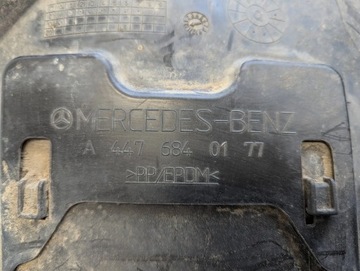 MERCEDES-BENZ
A 447 684 01 77
>PP/EPDM<